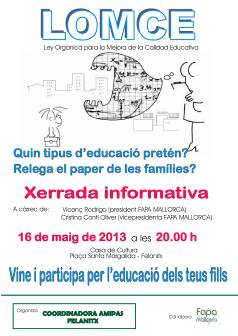 LOMCE
Ley Organica para la Mejora de la Calidad Educativa
Quin tipus d'educació pretén?
Relega el paper de les famílies?
Xerrada informativa
A càrrec de: Vicenç Rodrigo (president FAPA MALLORCA)
Cristina Conti Oliver (vicepresidenta FAPA MALLORCA)
16 de maig de 2013 a les 20.00 h
Casa de Cultura
Plaça Santa Margalida - Felanitx
Vine i participa per l'educació dels teus fills
Organitza: COORDINADORA AMIPAS
FELANITX
Col·labora: Fapa
mallorca